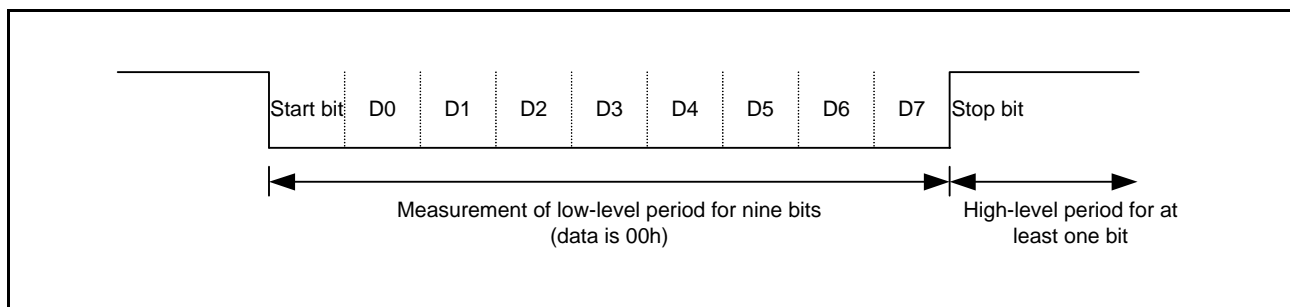 Start bit D0 D1 D2 D3 D4 D5 D6 D7 Stop bit
Measurement of low-level period for nine bits
(data is 00h)
High-level period for at
least one bit